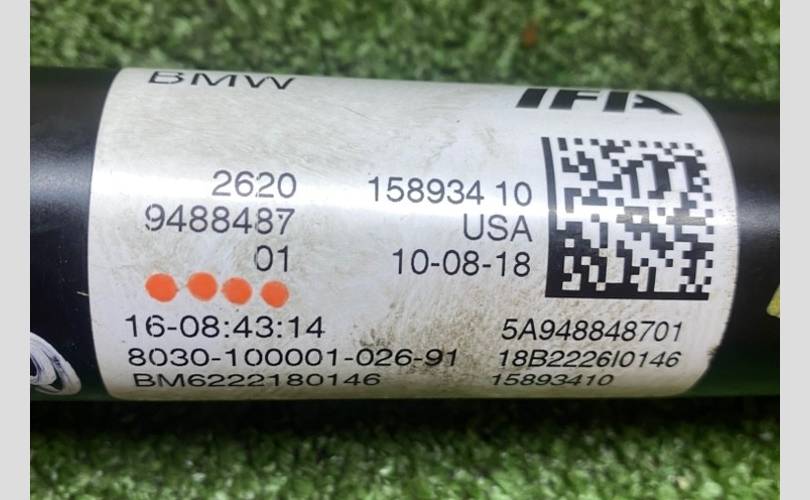 BMW IFA
2620 158934 10
9488487 USA
01 10-08-18
16-08:43:14 5A948848701
8030-100001-026-91 18B2226I0146
BM6222180146 15893410